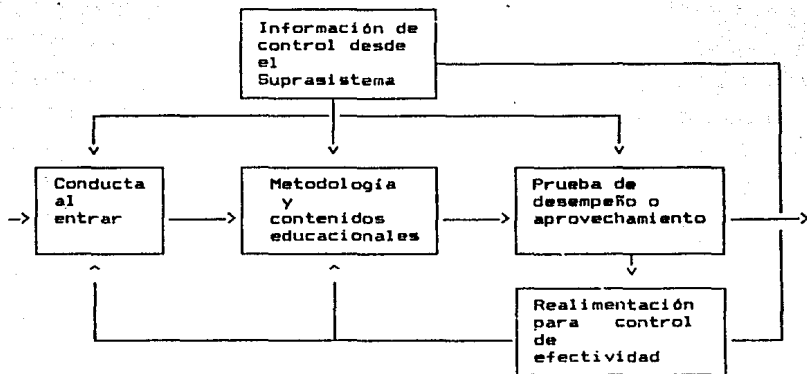 Información de
control desde
el
Suprasistema
Conducta
al
entrar
Metodología
y
contenidos
educacionales
Prueba de
desempeño o
aprovechamiento
Realimentación
para control
de
efectividad